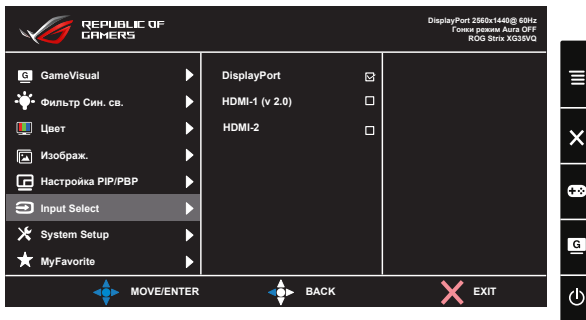 REPUBLIC OF
GAMERS
DisplayPort 2560x1440@ 60Hz
Гонки режим Aura OFF
ROG Strix XG35VQ
G GameVisual
Фильтр Син. св.
Цвет
Изображ.
Настройка PIP/PBP
Input Select
System Setup
MyFavorite
DisplayPort
HDMI-1 (v 2.0)
HDMI-2
MOVE/ENTER
BACK
EXIT
G